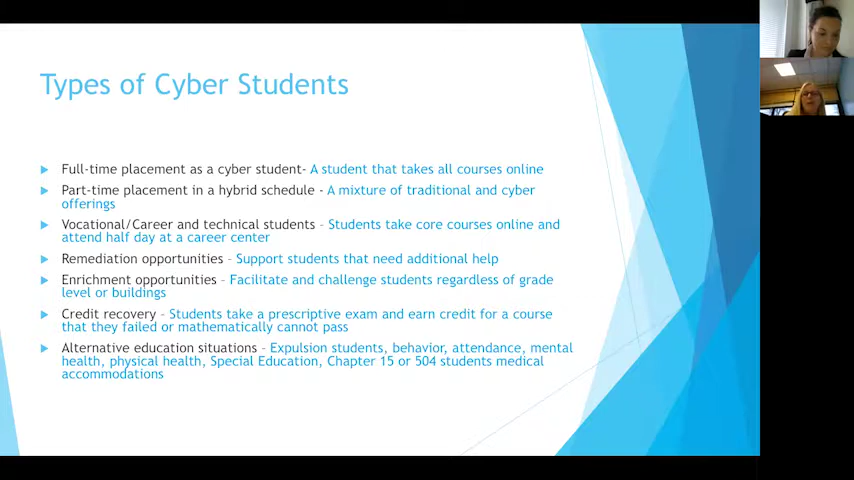 Types of Cyber Students
Full-time placement as a cyber student- A student that takes all courses online
Part-time placement in a hybrid schedule - A mixture of traditional and cyber
offerings
Vocational/Career and technical students – Students take core courses online and
attend half day at a career center
Remediation opportunities – Support students that need additional help
Enrichment opportunities – Facilitate and challenge students regardless of grade
level or buildings
Credit recovery – Students take a prescriptive exam and earn credit for a course
that they failed or mathematically cannot pass
Alternative education situations – Expulsion students, behavior, attendance, mental
health, physical health, Special Education, Chapter 15 or 504 students medical
accommodations